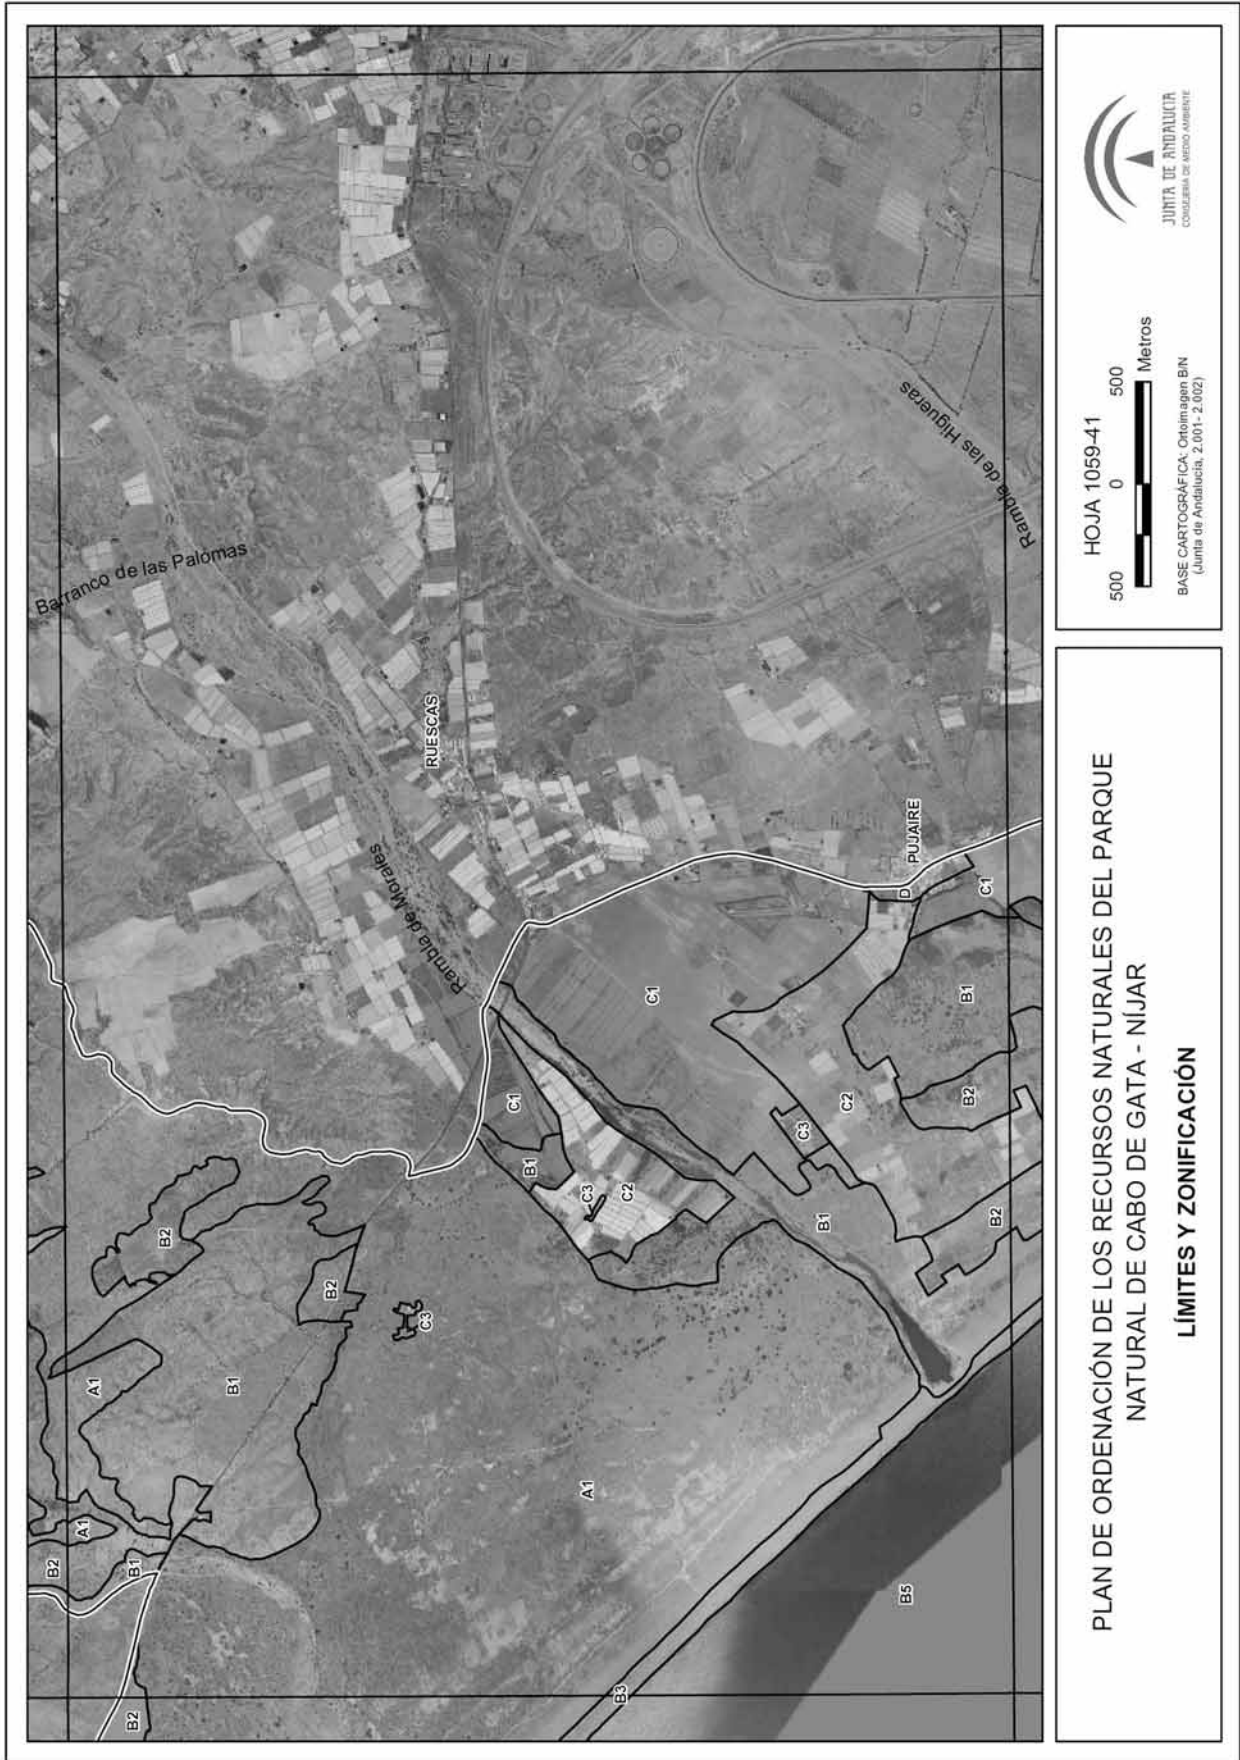 Barranco de las Palomas
RUESCAS
Rambla de Morales
Rambla de las Higueras
PUJAIRE
D
C1
C1
B1
B2
C2
C3
C1
B1
C3
C2
B1
B2
B2
B2
C3
A1
B1
A1
B2
B1
B2
A1
B3
B5
PLAN DE ORDENACIÓN DE LOS RECURSOS NATURALES DEL PARQUE
NATURAL DE CABO DE GATA - NÍJAR
LÍMITES Y ZONIFICACIÓN
HOJA 1059-41
500 0 500
Metros
BASE CARTOGRÁFICA: Ortoimagen B/N
(Junta de Andalucía, 2.001- 2.002)
JUNTA DE ANDALUCIA
CONSEJERIA DE MEDIO AMBIENTE